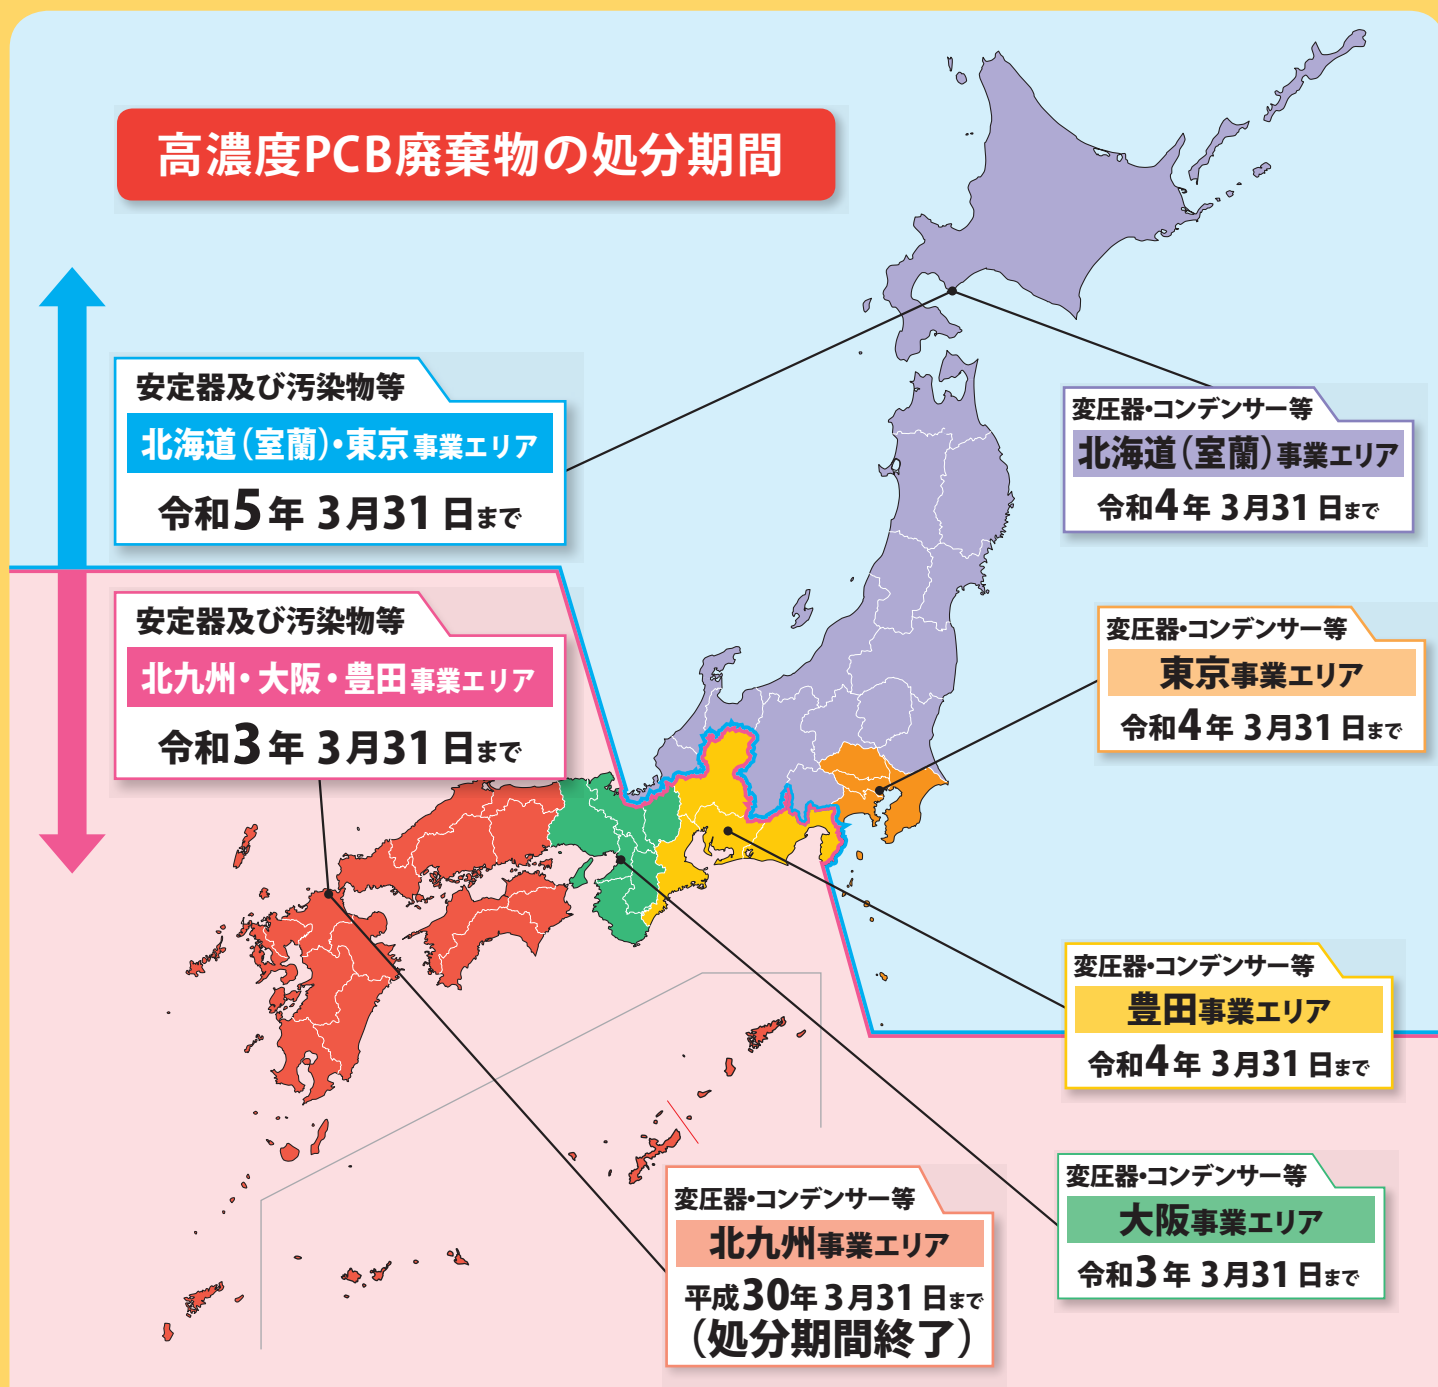 高濃度PCB廃棄物の処分期間
安定器及び汚染物等
北海道(室蘭)・東京事業エリア
令和5年 3月31日まで
安定器及び汚染物等
北九州・大阪・豊田事業エリア
令和3年 3月31日まで
変圧器・コンデンサー等
北海道(室蘭)事業エリア
令和4年 3月31日まで
変圧器・コンデンサー等
東京事業エリア
令和4年 3月31日まで
変圧器・コンデンサー等
豊田事業エリア
令和4年 3月31日まで
変圧器・コンデンサー等
大阪事業エリア
令和3年 3月31日まで
変圧器・コンデンサー等
北九州事業エリア
平成30年 3月31日まで
(処分期間終了)